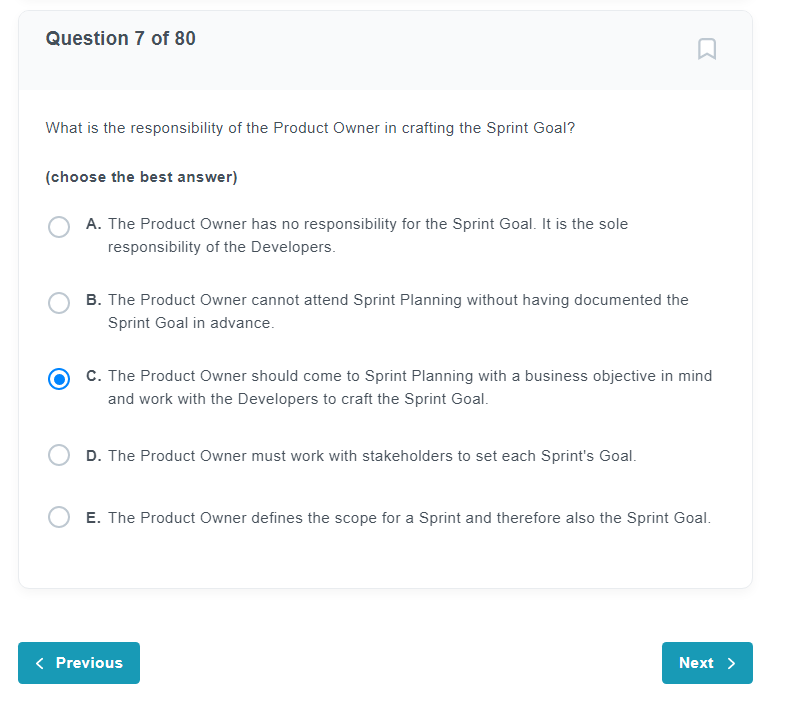 Question 7 of 80
What is the responsibility of the Product Owner in crafting the Sprint Goal?
(choose the best answer)
A. The Product Owner has no responsibility for the Sprint Goal. It is the sole
responsibility of the Developers.
B. The Product Owner cannot attend Sprint Planning without having documented the
Sprint Goal in advance.
C. The Product Owner should come to Sprint Planning with a business objective in mind
and work with the Developers to craft the Sprint Goal.
D. The Product Owner must work with stakeholders to set each Sprint's Goal.
E. The Product Owner defines the scope for a Sprint and therefore also the Sprint Goal.
Previous
Next